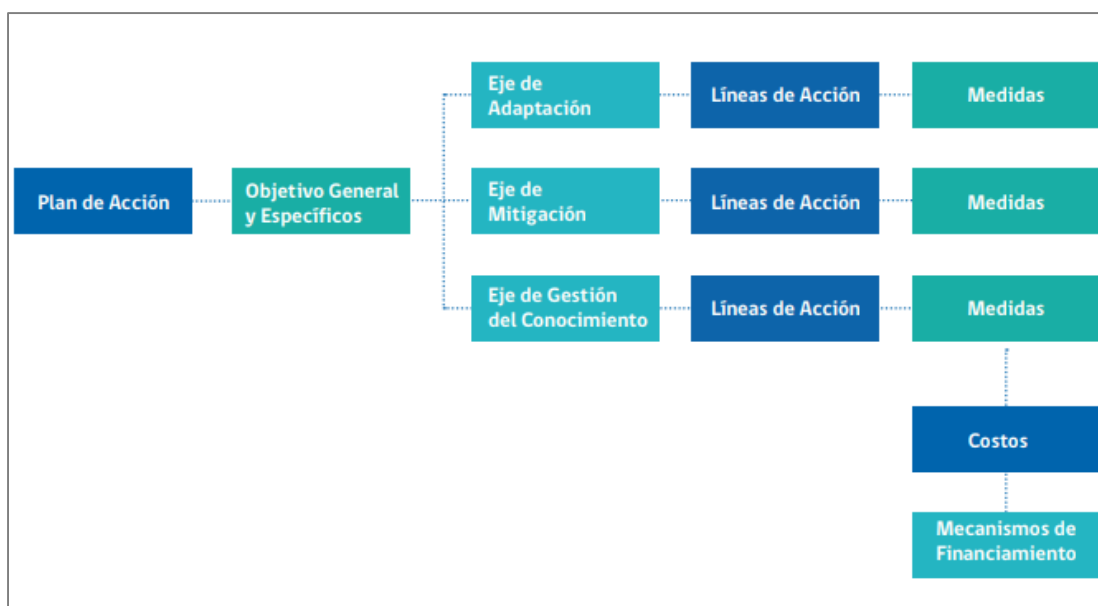 Eje de
Adaptación
Líneas de Acción
Medidas
Plan de Acción
Objetivo General
y Específicos
Eje de
Mitigación
Líneas de Acción
Medidas
Eje de Gestión
del Conocimiento
Líneas de Acción
Medidas
Costos
Mecanismos de
Financiamiento